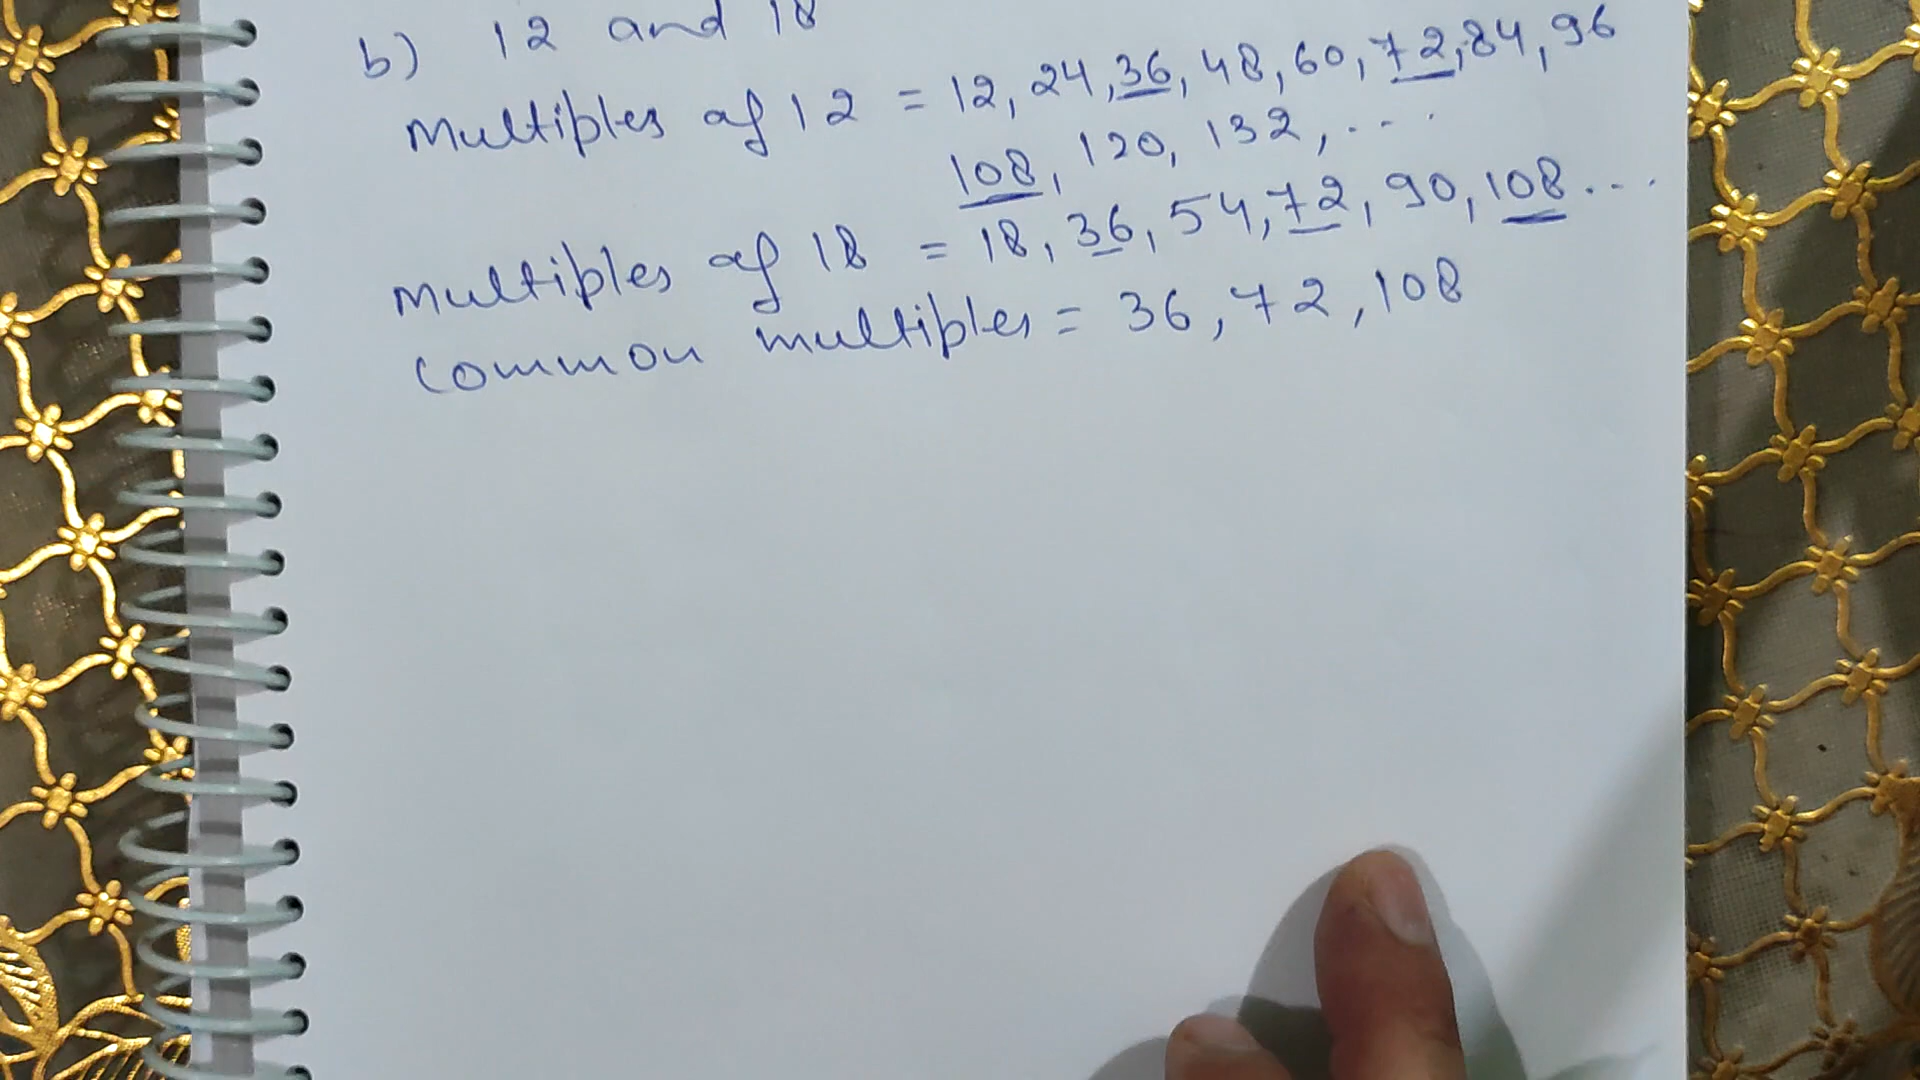 b) 12 and 18
Multiples of 12 = 12, 24, 36, 48, 60, 72, 84, 96
108, 120, 132, ...
Multiples of 18 = 18, 36, 54, 72, 90, 108 ...
Common multiples = 36, 72, 108